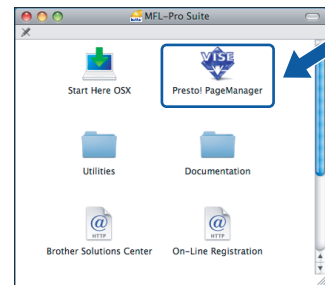 MFL-Pro Suite
VISE
Start Here OSX
Presto! PageManager
Utilities
Documentation
@
HTTP
@
HTTP
Brother Solutions Center
On-Line Registration